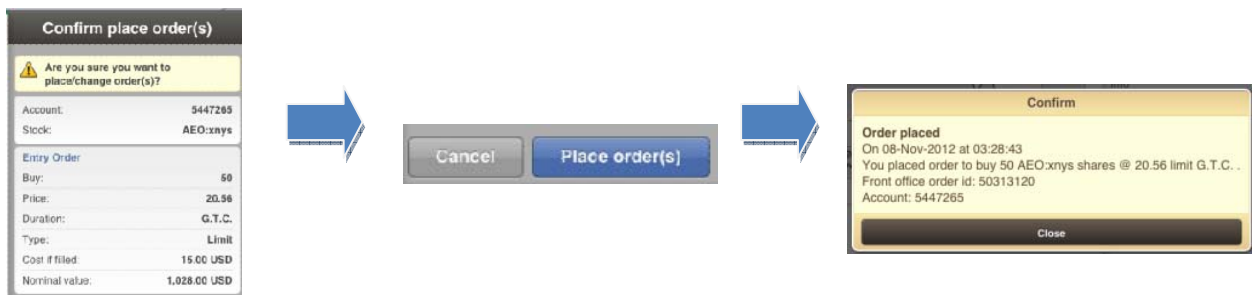 Confirm place order(s)
Are you sure you want to
place/change order(s)?
Account: 5447265
Stock: AEO:xnys
Entry Order
Buy: 50
Price: 20.56
Duration: G.T.C.
Type: Limit
Cost if filled: 15.00 USD
Nominal value: 1,028.00 USD
Cancel Place order(s)
Confirm
Order placed
On 08-Nov-2012 at 03:28:43
You placed order to buy 50 AEO:xnys shares @ 20.56 limit G.T.C. .
Front office order id: 50313120
Account: 5447265
Close